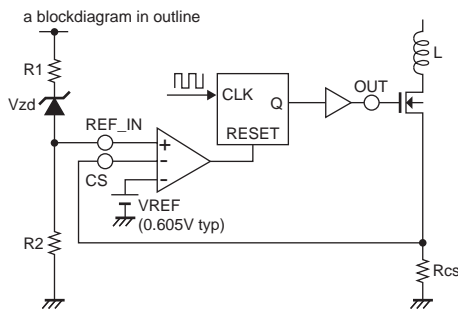 a blockdiagram in outline
R1
Vzd
REF_IN
CS
R2
VREF
(0.605V typ)
CLK
Q
RESET
OUT
L
Rcs
+
-
-